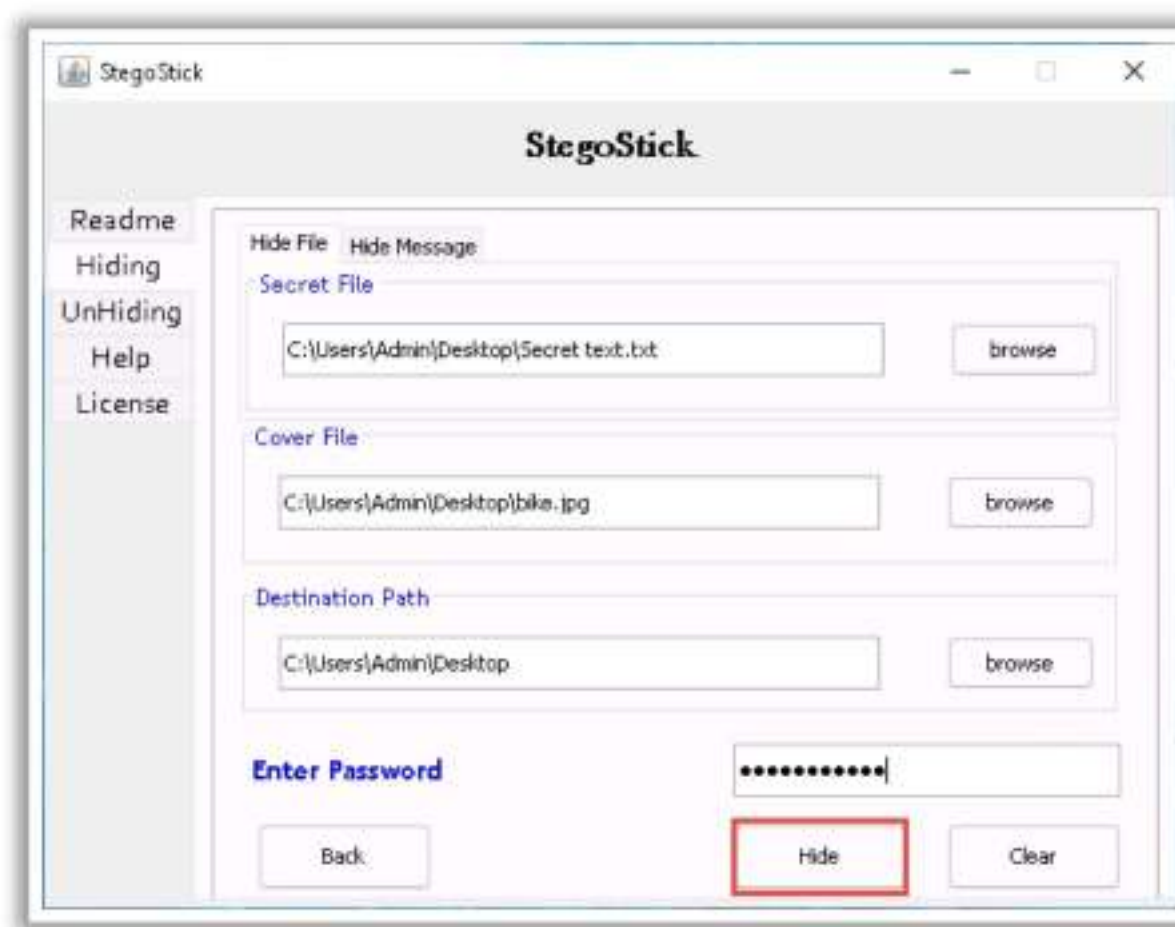 StegoStick
StegoStick
Readme
Hiding
UnHiding
Help
License
Hide File Hide Message
Secret File
C:\Users\Admin\Desktop\Secret text.txt browse
Cover File
C:\Users\Admin\Desktop\bike.jpg browse
Destination Path
C:\Users\Admin\Desktop browse
Enter Password •••••••••••
Back Hide Clear